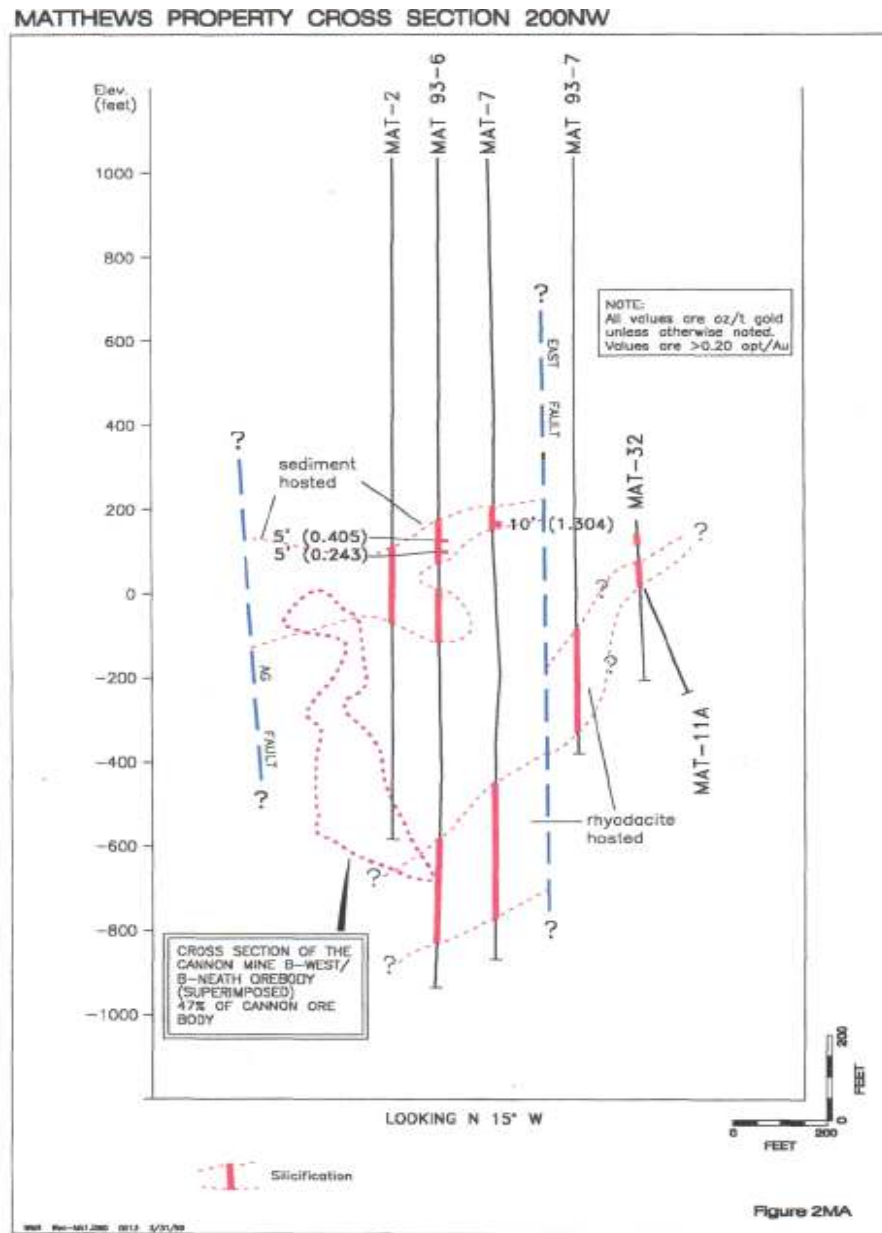 MATTHEWS PROPERTY CROSS SECTION 200NW
Elev.
(feet)
MAT-2
MAT 93-6
MAT-7
MAT 93-7
1000
800
600
400
200
0
-200
-400
-600
-800
-1000
?
EAST FAULT
NOTE:
All values are oz/t gold
unless otherwise noted.
Values are >0.20 opt/Au
?
sediment
hosted
MAT-32
5' (0.405)
5' (0.243)
10' (1.304)
?
?
?
AG FAULT
?
MAT-11A
rhyodacite
hosted
?
?
?
CROSS SECTION OF THE
CANNON MINE B-WEST/
B-NEATH OREBODY
(SUPERIMPOSED)
47% OF CANNON ORE
BODY
LOOKING N 15° W
200
0
FEET
0 200
FEET
Silicification
Figure 2MA